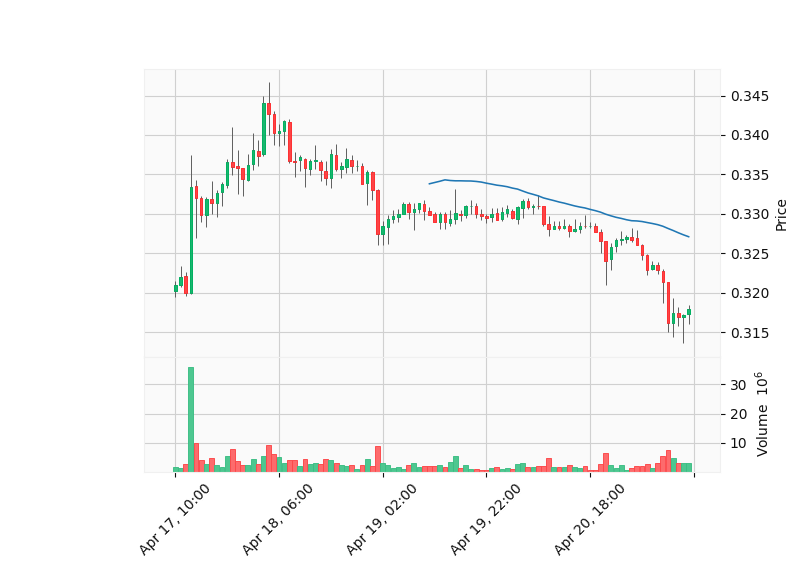 0.345
0.340
0.335
0.330
0.325
0.320
0.315
Price
30
20
10
Volume 10^6
Apr 17, 10:00
Apr 18, 06:00
Apr 19, 02:00
Apr 19, 22:00
Apr 20, 18:00